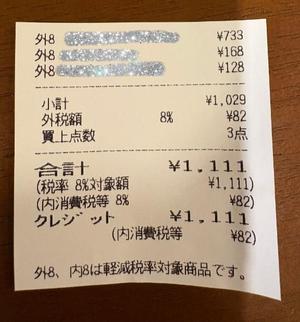 外8 ¥733
外8 ¥168
外8 ¥128
小計 ¥1,029
外税額 8% ¥82
買上点数 3点
合計 ¥1,111
(税率 8%対象額 ¥1,111)
(内消費税等 8% ¥82)
クレジット ¥1,111
(内消費税等 ¥82)
外8、内8は軽減税率対象商品です。